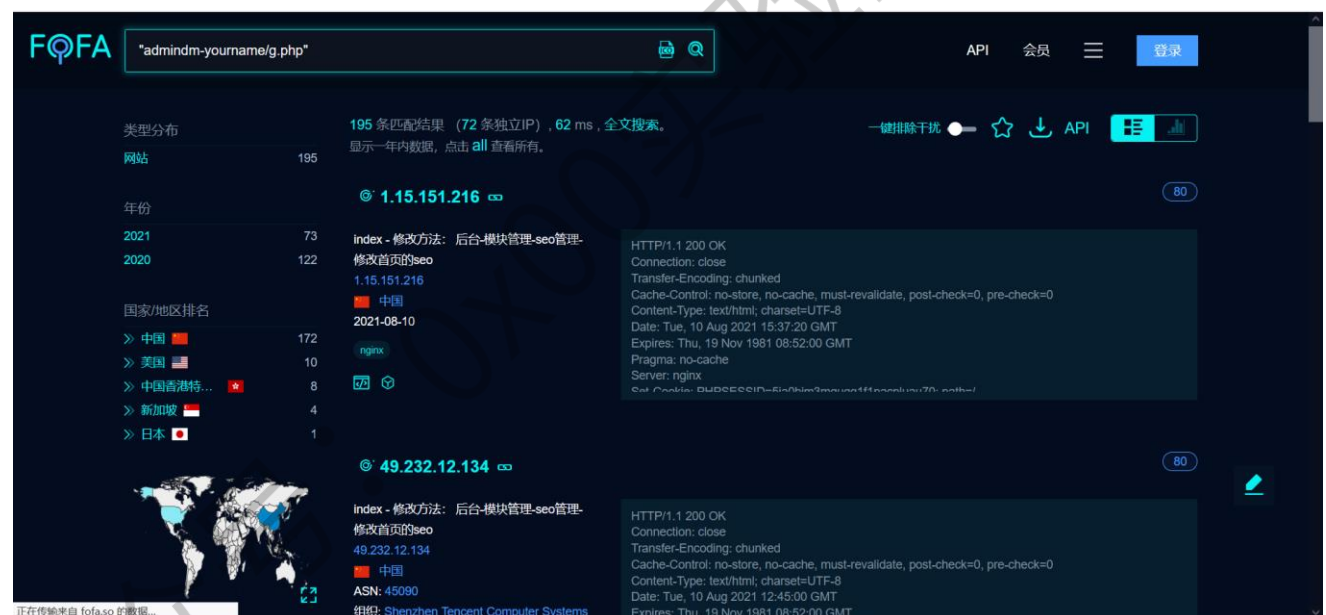 FOFA
"admindm-yourname/g.php"
API
会员
登录
类型分布
网站 195
年份
2021 73
2020 122
国家/地区排名
中国 172
美国 10
中国香港特... 8
新加坡 4
日本 1
195 条匹配结果 （72 条独立IP）, 62 ms , 全文搜索。
显示一年内数据，点击 all 查看所有。
一键排除干扰
API
1.15.151.216
80
index - 修改方法： 后台-模块管理-seo管理-
修改首页的seo
1.15.151.216
中国
2021-08-10
nginx
HTTP/1.1 200 OK
Connection: close
Transfer-Encoding: chunked
Cache-Control: no-store, no-cache, must-revalidate, post-check=0, pre-check=0
Content-Type: text/html; charset=UTF-8
Date: Tue, 10 Aug 2021 15:37:20 GMT
Expires: Thu, 19 Nov 1981 08:52:00 GMT
Pragma: no-cache
Server: nginx
49.232.12.134
80
index - 修改方法： 后台-模块管理-seo管理-
修改首页的seo
49.232.12.134
中国
ASN: 45090
组织: Shenzhen Tencent Computer Systems
HTTP/1.1 200 OK
Connection: close
Transfer-Encoding: chunked
Cache-Control: no-store, no-cache, must-revalidate, post-check=0, pre-check=0
Content-Type: text/html; charset=UTF-8
Date: Tue, 10 Aug 2021 12:45:00 GMT
Expires: Thu, 19 Nov 1981 08:52:00 GMT
正在传输来自 fofa.so 的数据...